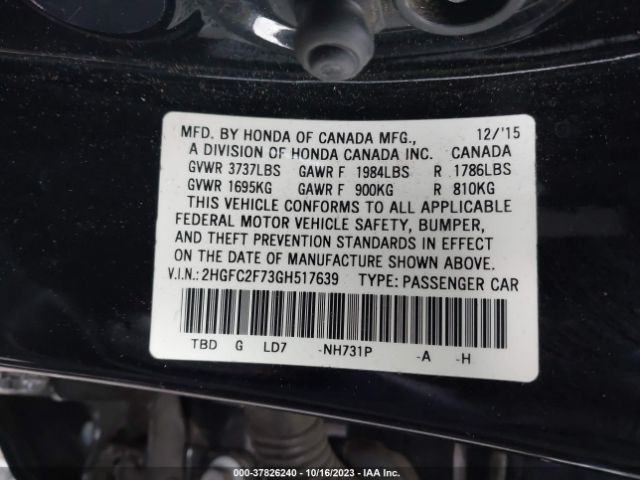 MFD. BY HONDA OF CANADA MFG., 12/'15
A DIVISION OF HONDA CANADA INC. CANADA
GVWR 3737LBS GAWR F 1984LBS R 1786LBS
GVWR 1695KG GAWR F 900KG R 810KG
THIS VEHICLE CONFORMS TO ALL APPLICABLE
FEDERAL MOTOR VEHICLE SAFETY, BUMPER,
AND THEFT PREVENTION STANDARDS IN EFFECT
ON THE DATE OF MANUFACTURE SHOWN ABOVE.
V.I.N.: 2HGFC2F73GH517639 TYPE: PASSENGER CAR
TBD G LD7 -NH731P -A -H
000-37826240 - 10/16/2023 - IAA Inc.